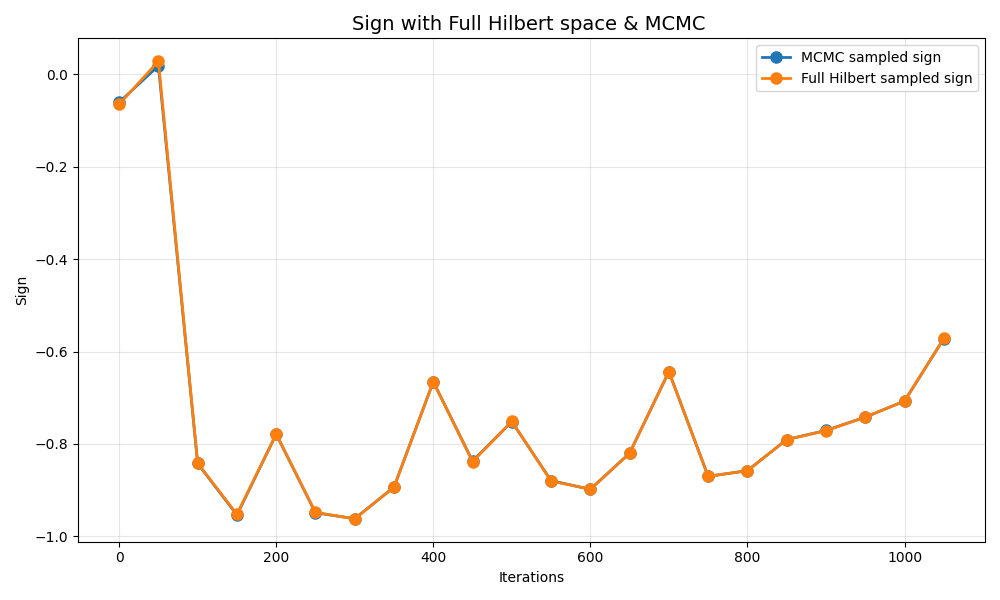 Sign with Full Hilbert space & MCMC
MCMC sampled sign
Full Hilbert sampled sign
0.0
−0.2
−0.4
−0.6
−0.8
−1.0
Sign
0 200 400 600 800 1000
Iterations